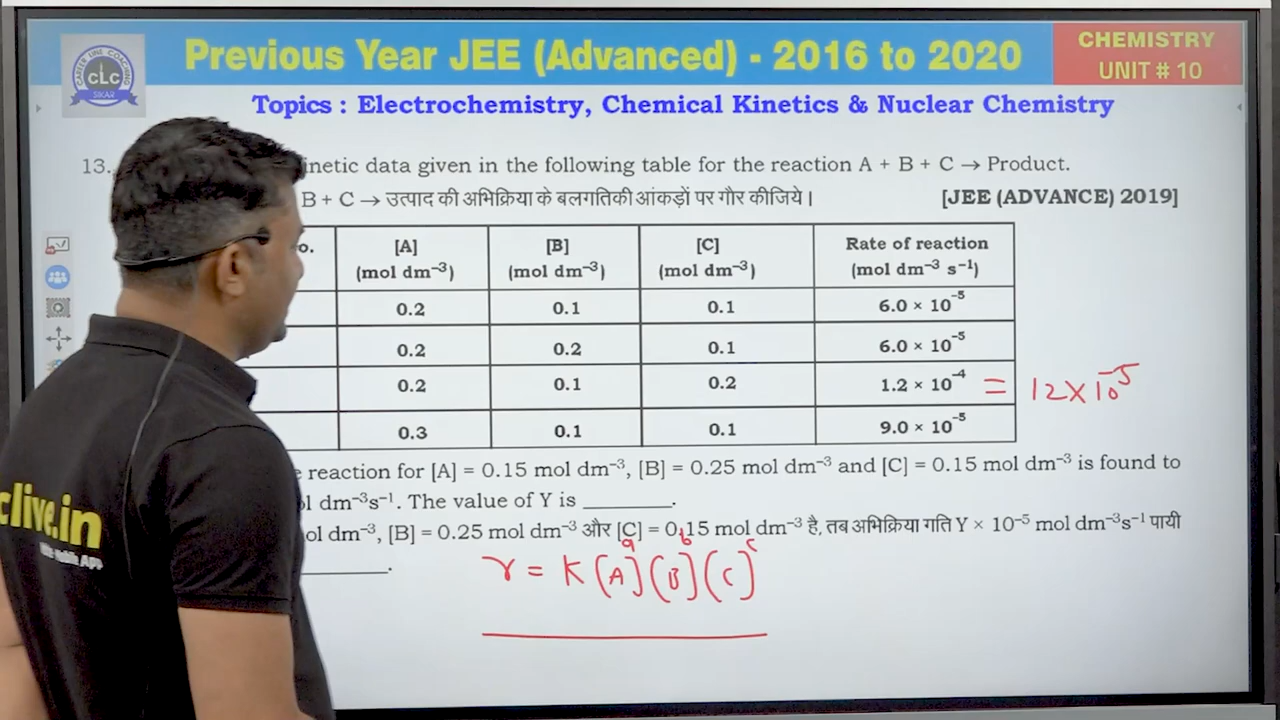 Previous Year JEE (Advanced) - 2016 to 2020
CHEMISTRY
UNIT # 10
CAREER LINE COACHING
CLC
SIKAR
Topics : Electrochemistry, Chemical Kinetics & Nuclear Chemistry
13. inetic data given in the following table for the reaction A + B + C → Product.
B + C → उत्पाद की अभिक्रिया के बलगतिकी आंकड़ों पर गौर कीजिये। [JEE (ADVANCE) 2019]
o. [A] (mol dm⁻³) [B] (mol dm⁻³) [C] (mol dm⁻³) Rate of reaction (mol dm⁻³ s⁻¹)
0.2 0.1 0.1 6.0 × 10⁻⁵
0.2 0.2 0.1 6.0 × 10⁻⁵
0.2 0.1 0.2 1.2 × 10⁻⁴ = 12×10⁻⁵
0.3 0.1 0.1 9.0 × 10⁻⁵
reaction for [A] = 0.15 mol dm⁻³, [B] = 0.25 mol dm⁻³ and [C] = 0.15 mol dm⁻³ is found to
l dm⁻³s⁻¹. The value of Y is ________.
ol dm⁻³, [B] = 0.25 mol dm⁻³ और [C] = 0.15 mol dm⁻³ है, तब अभिक्रिया गति Y × 10⁻⁵ mol dm⁻³s⁻¹ पायी
________.
r = K[A]ᵃ[B]ᵇ[C]ᶜ
clive.in
App